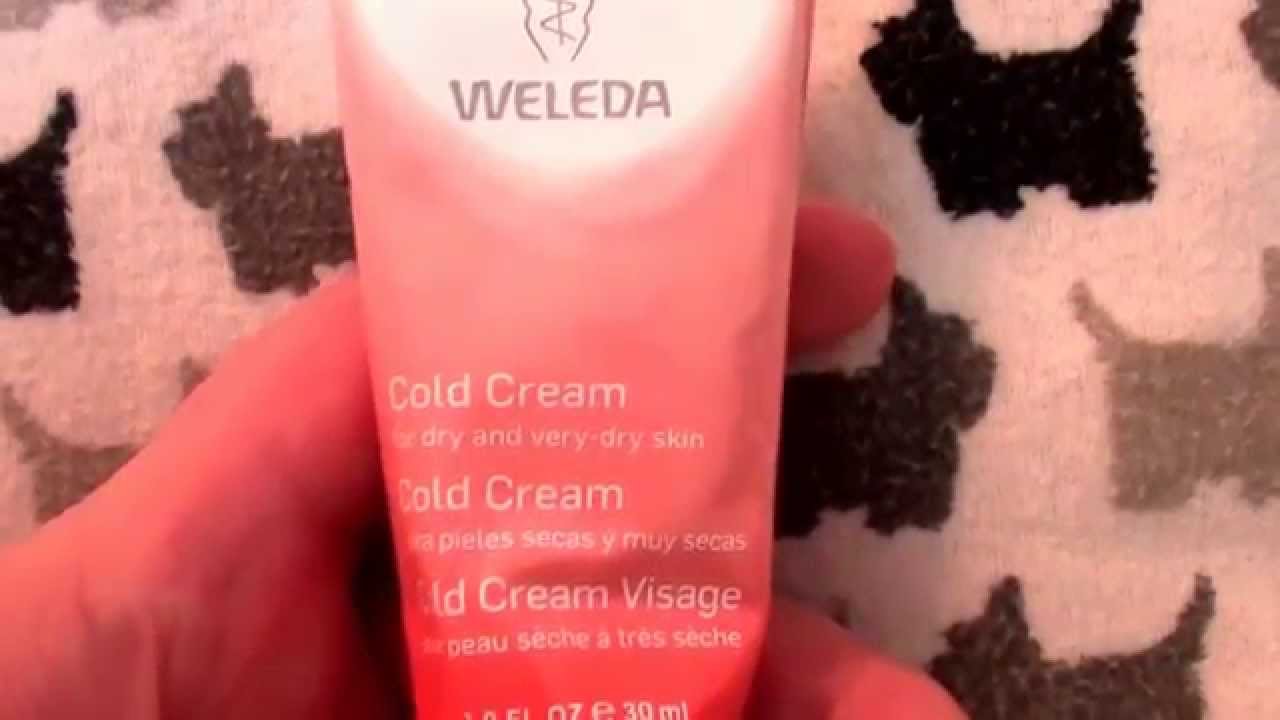 WELEDA
Cold Cream
for dry and very-dry skin
Cold Cream
pieles secas y muy secas
Cream Visage
peau sèche à très sèche
1.0 FL OZ e 30 ml